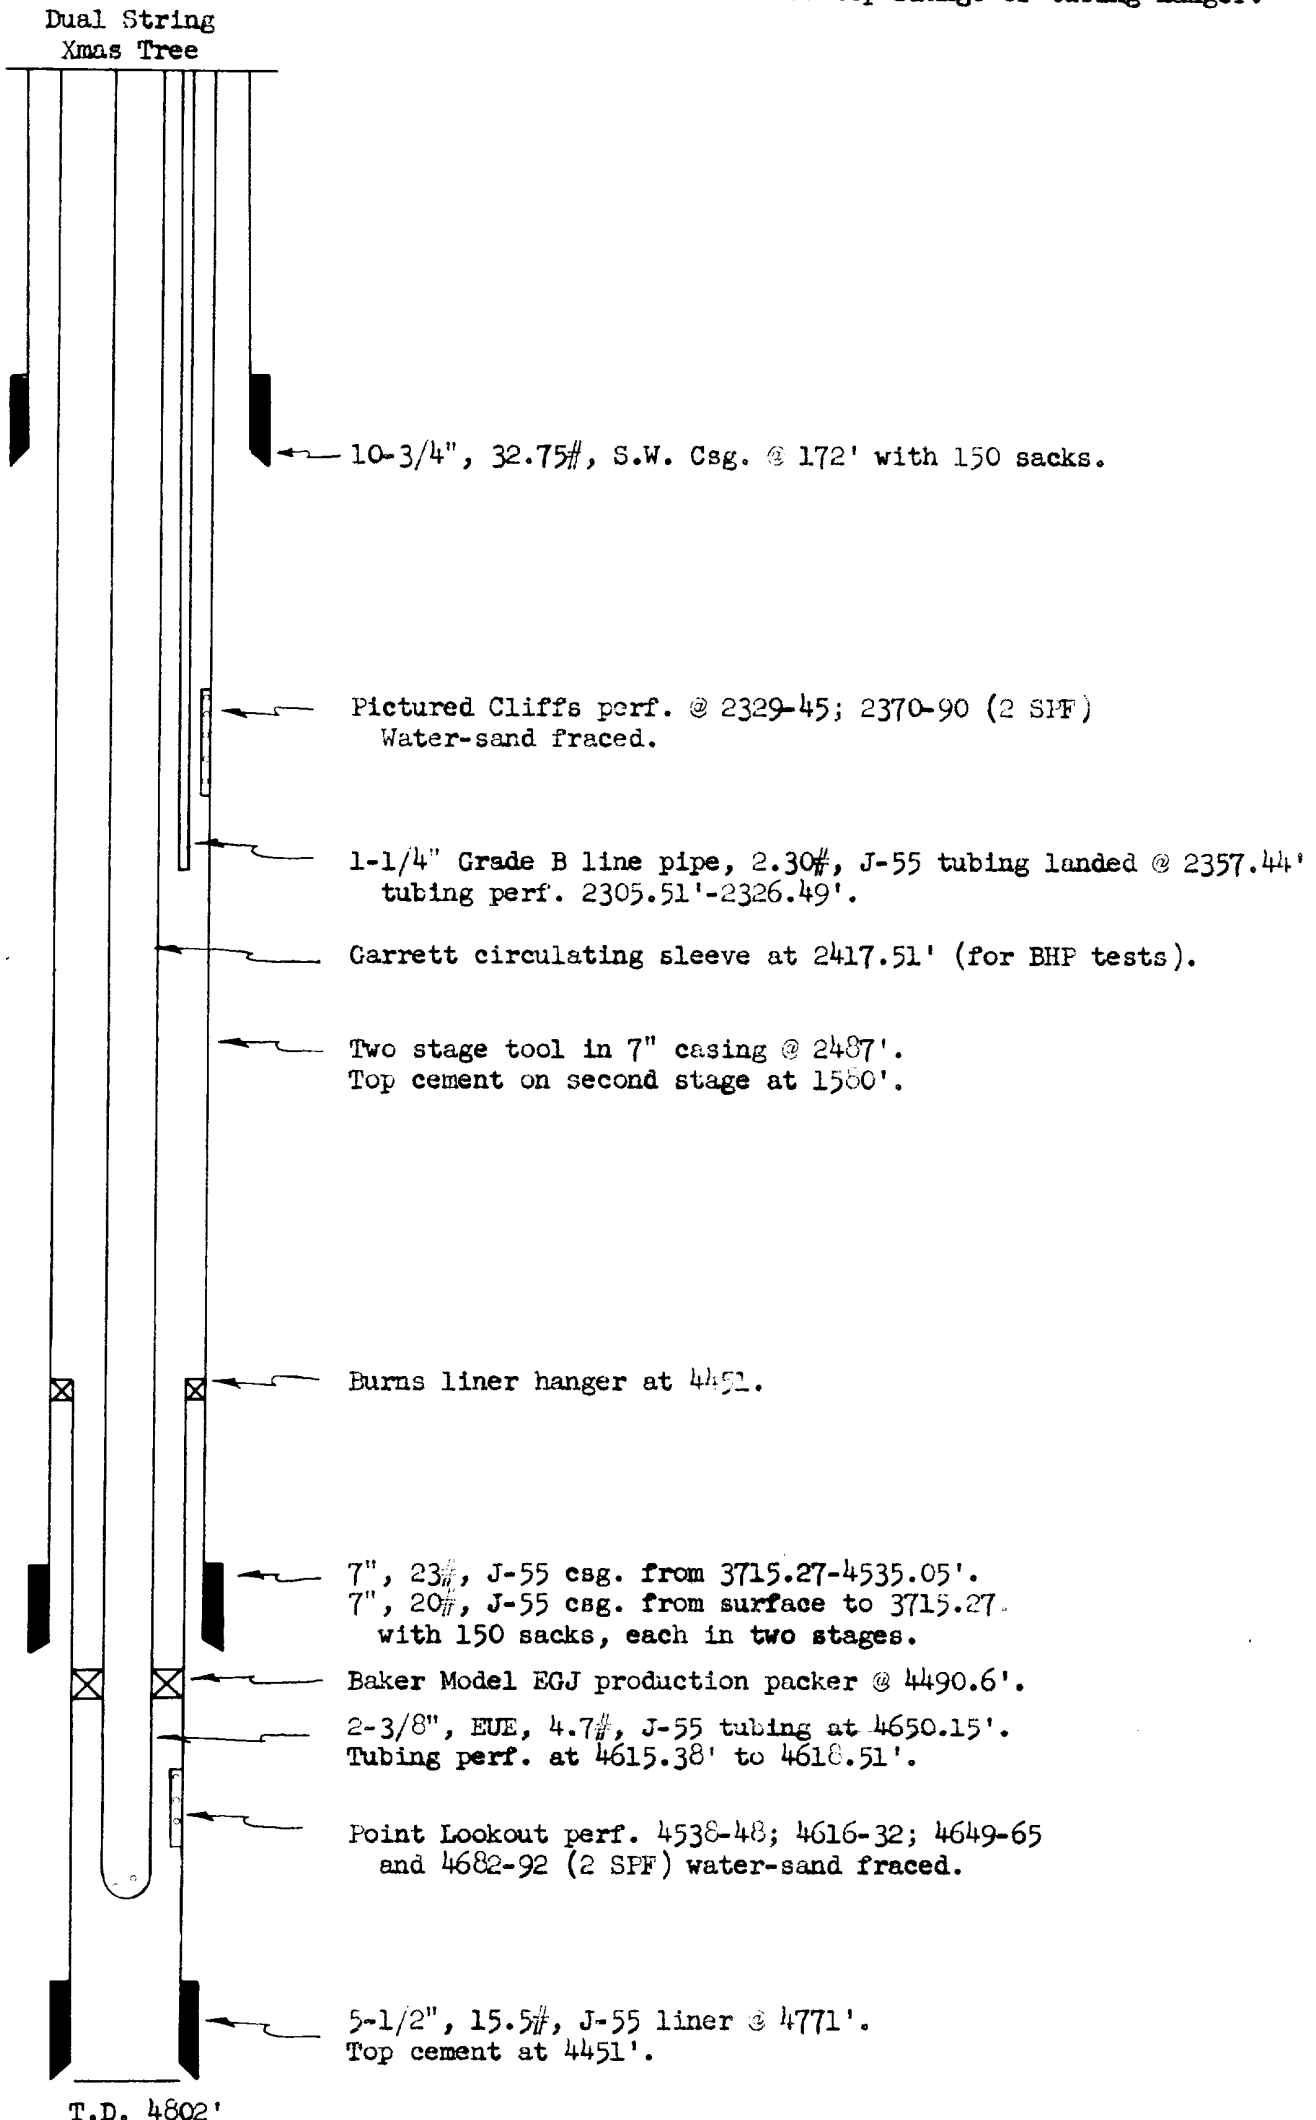 top flange of tubing hanger.
Dual String
Xmas Tree
10-3/4", 32.75#, S.W. Csg. @ 172' with 150 sacks.
Pictured Cliffs perf. @ 2329-45; 2370-90 (2 SPF)
Water-sand fraced.
1-1/4" Grade B line pipe, 2.30#, J-55 tubing landed @ 2357.44'
tubing perf. 2305.51'-2326.49'.
Garrett circulating sleeve at 2417.51' (for BHP tests).
Two stage tool in 7" casing @ 2487'.
Top cement on second stage at 1580'.
Burns liner hanger at 4451.
7", 23#, J-55 csg. from 3715.27-4535.05'.
7", 20#, J-55 csg. from surface to 3715.27.
with 150 sacks, each in two stages.
Baker Model EGJ production packer @ 4490.6'.
2-3/8", EUE, 4.7#, J-55 tubing at 4650.15'.
Tubing perf. at 4615.38' to 4618.51'.
Point Lookout perf. 4538-48; 4616-32; 4649-65
and 4682-92 (2 SPF) water-sand fraced.
5-1/2", 15.5#, J-55 liner @ 4771'.
Top cement at 4451'.
T.D. 4802'